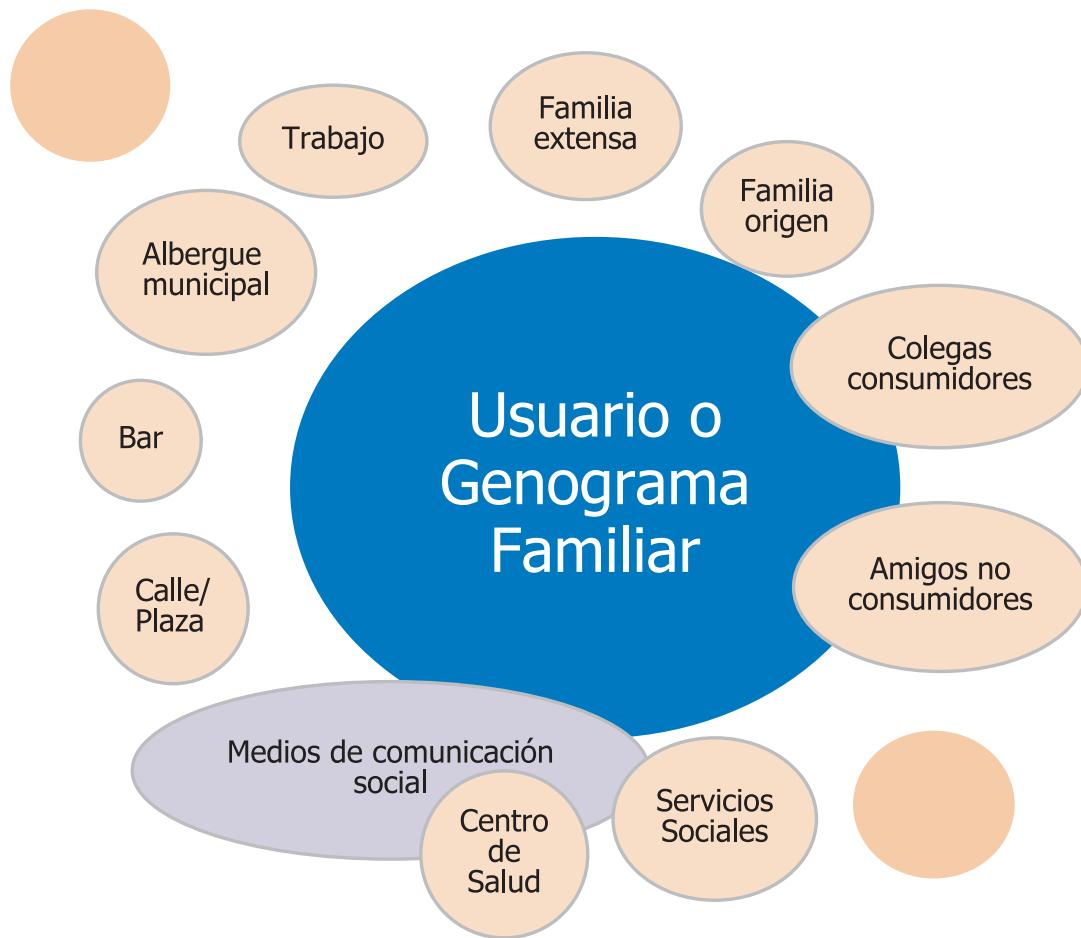 Familia
extensa
Trabajo
Familia
origen
Albergue
municipal
Colegas
consumidores
Usuario o
Genograma
Familiar
Bar
Amigos no
consumidores
Calle/
Plaza
Medios de comunicación
social
Servicios
Sociales
Centro
de
Salud